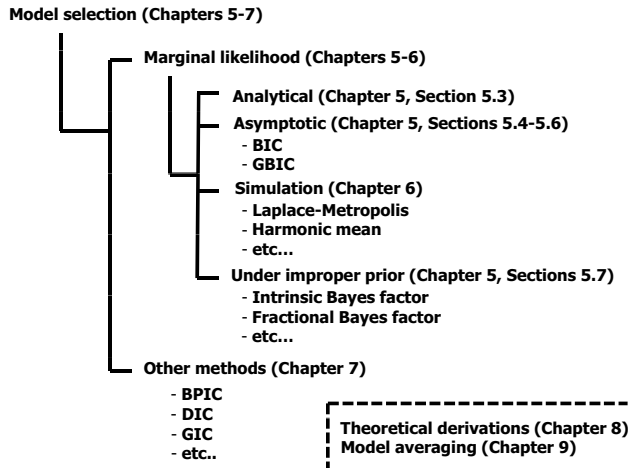 Model selection (Chapters 5-7)
Marginal likelihood (Chapters 5-6)
Analytical (Chapter 5, Section 5.3)
Asymptotic (Chapter 5, Sections 5.4-5.6)
- BIC
- GBIC
Simulation (Chapter 6)
- Laplace-Metropolis
- Harmonic mean
- etc...
Under improper prior (Chapter 5, Sections 5.7)
- Intrinsic Bayes factor
- Fractional Bayes factor
- etc...
Other methods (Chapter 7)
- BPIC
- DIC
- GIC
- etc..
Theoretical derivations (Chapter 8)
Model averaging (Chapter 9)